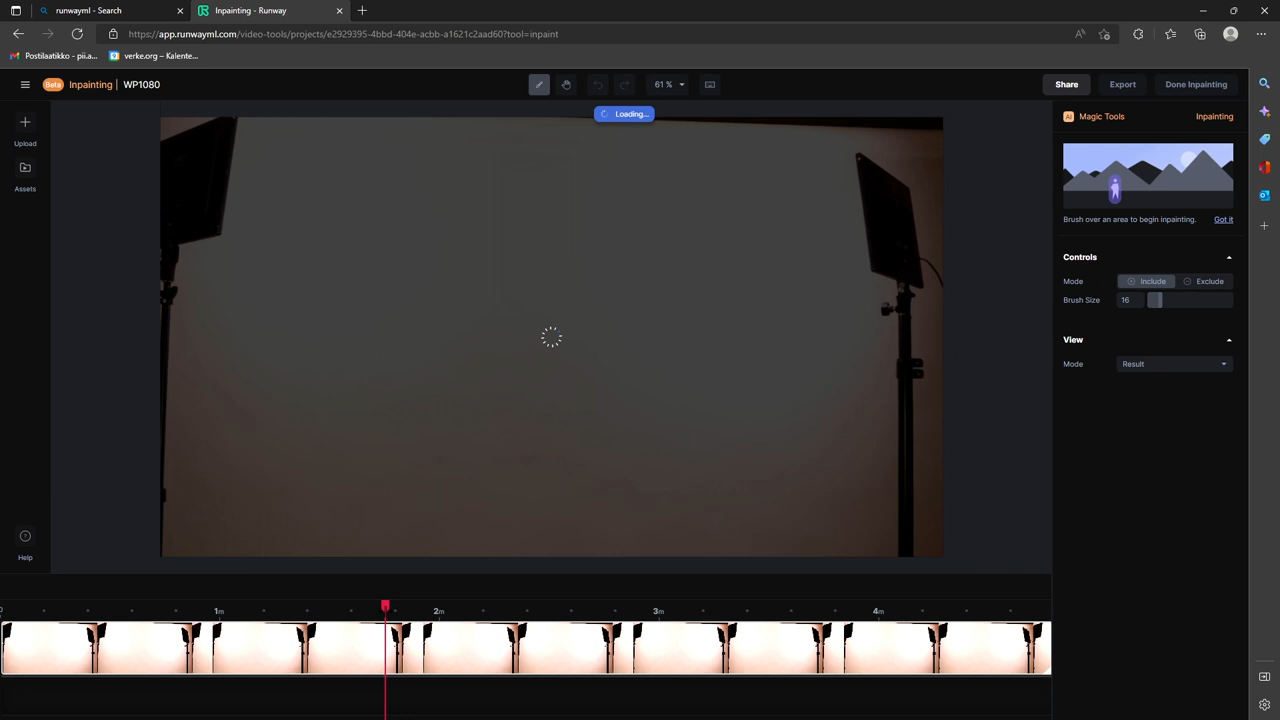 runwayml - Search
Inpainting - Runway
https://app.runwayml.com/video-tools/projects/e2929395-4bbd-404e-acbb-a1621c2aad60?tool=inpaint
Postilaatikko - pii.a...
verke.org – Kalente...
Beta Inpainting | WP1080
61 %
Share
Export
Done Inpainting
Loading...
Upload
Assets
Help
AI Magic Tools
Inpainting
Brush over an area to begin inpainting.
Got it
Controls
Mode
Include
Exclude
Brush Size
16
View
Mode
Result
0
1m
2m
3m
4m